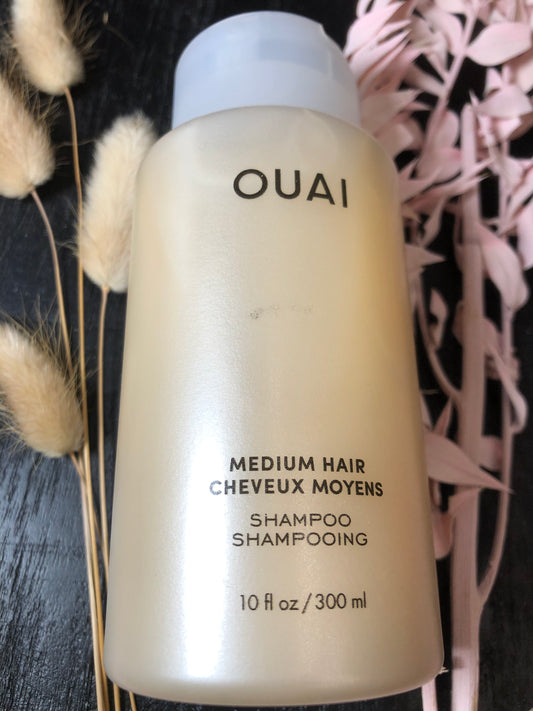 OUAI
MEDIUM HAIR
CHEVEUX MOYENS
SHAMPOO
SHAMPOOING
10 fl oz / 300 ml